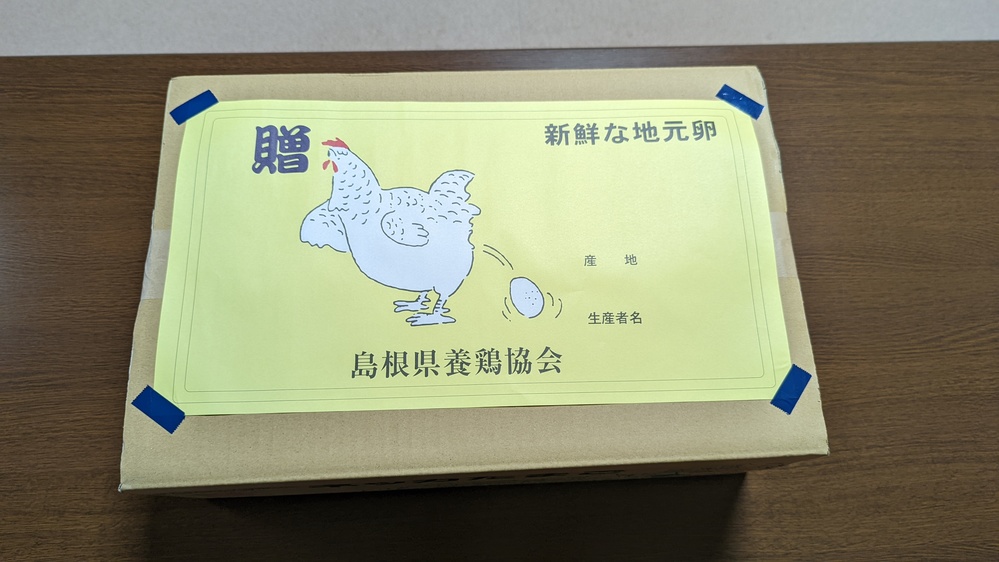 贈
新鮮な地元卵
産 地
生産者名
島根県養鶏協会